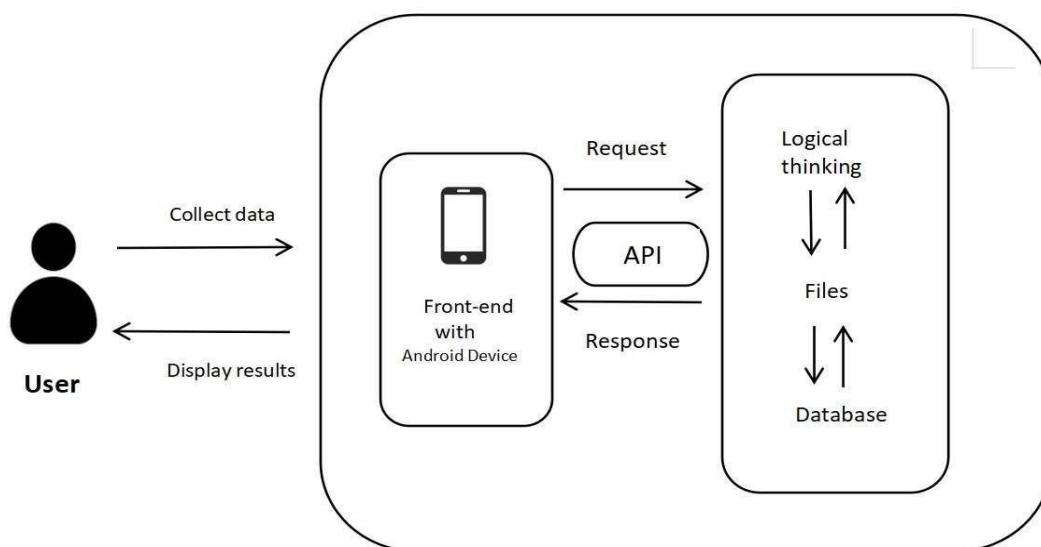 Collect data
Display results
User
Front-end
with
Android Device
Request
API
Response
Logical
thinking
Files
Database